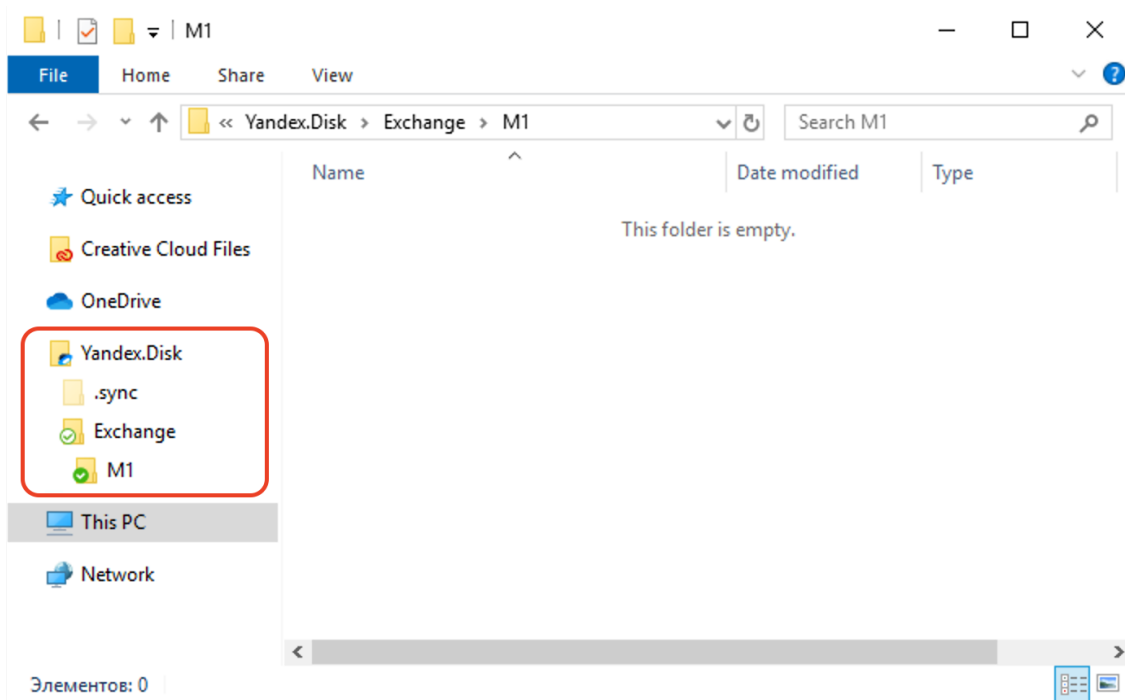 M1
File Home Share View
« Yandex.Disk › Exchange › M1 Search M1
Name Date modified Type
This folder is empty.
Quick access
Creative Cloud Files
OneDrive
Yandex.Disk
.sync
Exchange
M1
This PC
Network
Элементов: 0